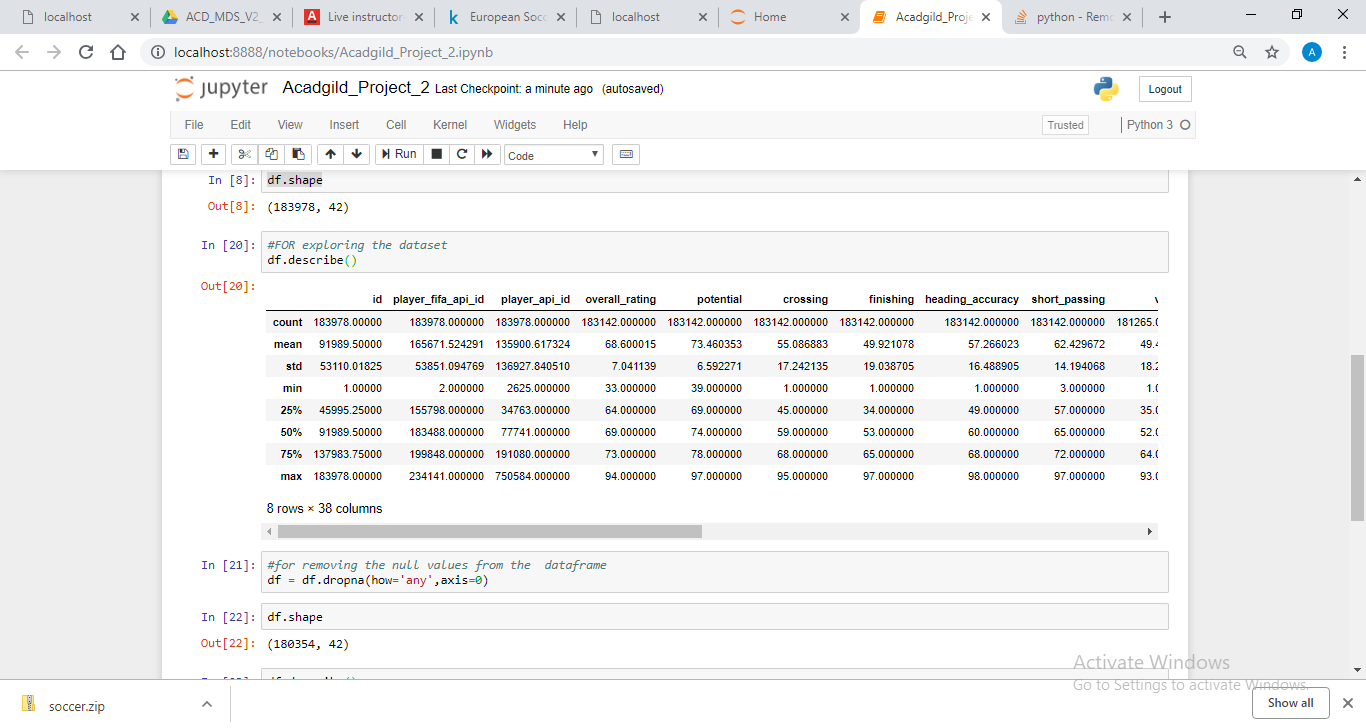 localhost
ACD_MDS_V2_
Live instructor
European Socc
localhost
Home
Acadgild_Proje
python - Remo
localhost:8888/notebooks/Acadgild_Project_2.ipynb
A
jupyter Acadgild_Project_2 Last Checkpoint: a minute ago (autosaved)
Logout
File Edit View Insert Cell Kernel Widgets Help
Trusted
Python 3
Run
Code
In [8]: df.shape
Out[8]: (183978, 42)
In [20]: #FOR exploring the dataset
df.describe()
Out[20]:
id player_fifa_api_id player_api_id overall_rating potential crossing finishing heading_accuracy short_passing
count 183978.00000 183978.000000 183978.000000 183142.000000 183142.000000 183142.000000 183142.000000 183142.000000 183142.000000 181265.0
mean 91989.50000 165671.524291 135900.617324 68.600015 73.460353 55.086883 49.921078 57.266023 62.429672 49.4
std 53110.01825 53851.094769 136927.840510 7.041139 6.592271 17.242135 19.038705 16.488905 14.194068 18.2
min 1.00000 2.000000 2625.000000 33.000000 39.000000 1.000000 1.000000 1.000000 3.000000 1.0
25% 45995.25000 155798.000000 34763.000000 64.000000 69.000000 45.000000 34.000000 49.000000 57.000000 35.0
50% 91989.50000 183488.000000 77741.000000 69.000000 74.000000 59.000000 53.000000 60.000000 65.000000 52.0
75% 137983.75000 199848.000000 191080.000000 73.000000 78.000000 68.000000 65.000000 68.000000 72.000000 64.0
max 183978.00000 234141.000000 750584.000000 94.000000 97.000000 95.000000 97.000000 98.000000 97.000000 93.0
8 rows × 38 columns
In [21]: #for removing the null values from the dataframe
df = df.dropna(how='any',axis=0)
In [22]: df.shape
Out[22]: (180354, 42)
Activate Windows
Go to Settings to activate Windows.
soccer.zip
Show all